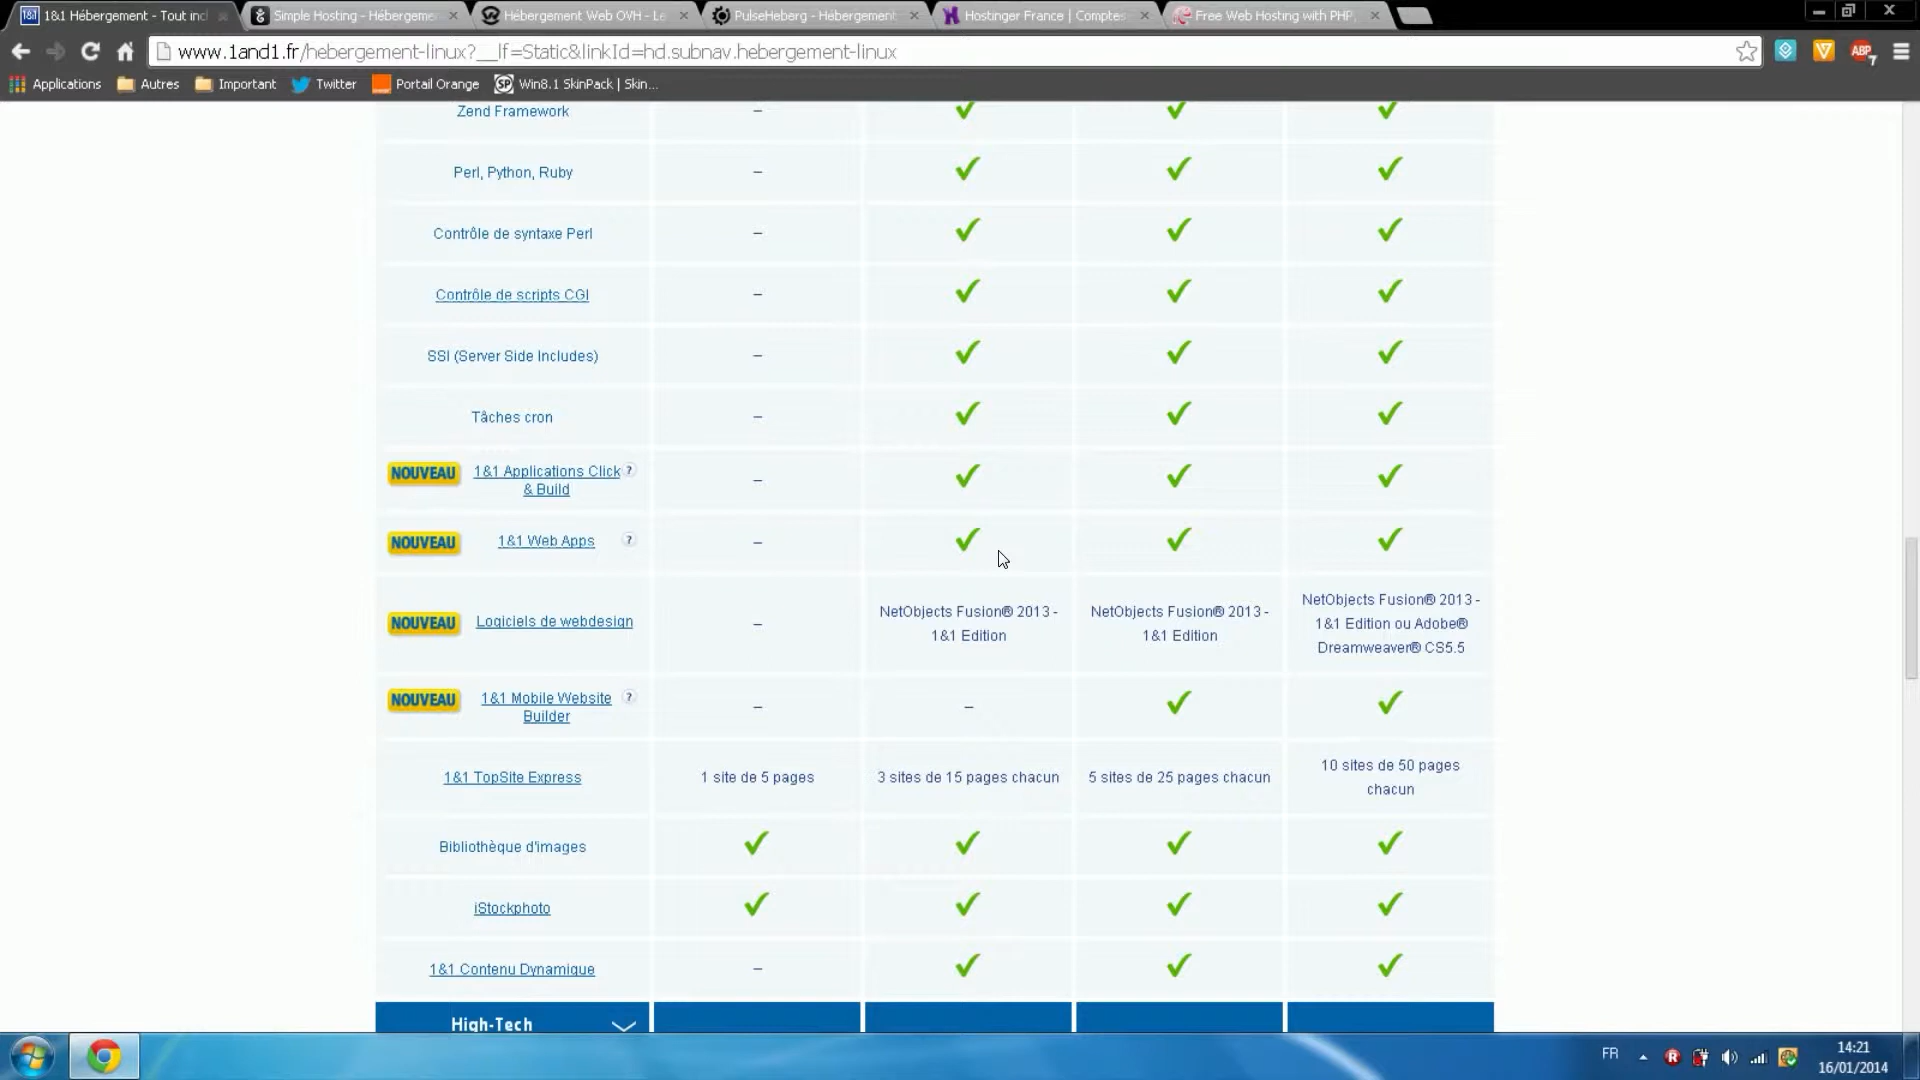 1&1 Hébergement - Tout incl
Simple Hosting - Hébergeme
Hébergement Web OVH - Le
PulseHeberg - Hébergement
Hostinger France | Comptes
Free Web Hosting with PHP,
www.1and1.fr/hebergement-linux?__lf=Static&linkId=hd.subnav.hebergement-linux
ABP 7
Applications
Autres
Important
Twitter
Portail Orange
SP Win8.1 SkinPack | Skin...
Zend Framework –
Perl, Python, Ruby –
Contrôle de syntaxe Perl –
Contrôle de scripts CGI –
SSI (Server Side Includes) –
Tâches cron –
NOUVEAU 1&1 Applications Click ?
& Build –
NOUVEAU 1&1 Web Apps ? –
NOUVEAU Logiciels de webdesign –
NetObjects Fusion® 2013 -
1&1 Edition
NetObjects Fusion® 2013 -
1&1 Edition
NetObjects Fusion® 2013 -
1&1 Edition ou Adobe®
Dreamweaver® CS5.5
NOUVEAU 1&1 Mobile Website ?
Builder – –
1&1 TopSite Express
1 site de 5 pages
3 sites de 15 pages chacun
5 sites de 25 pages chacun
10 sites de 50 pages
chacun
Bibliothèque d'images
iStockphoto
1&1 Contenu Dynamique –
High-Tech
FR
14:21
16/01/2014